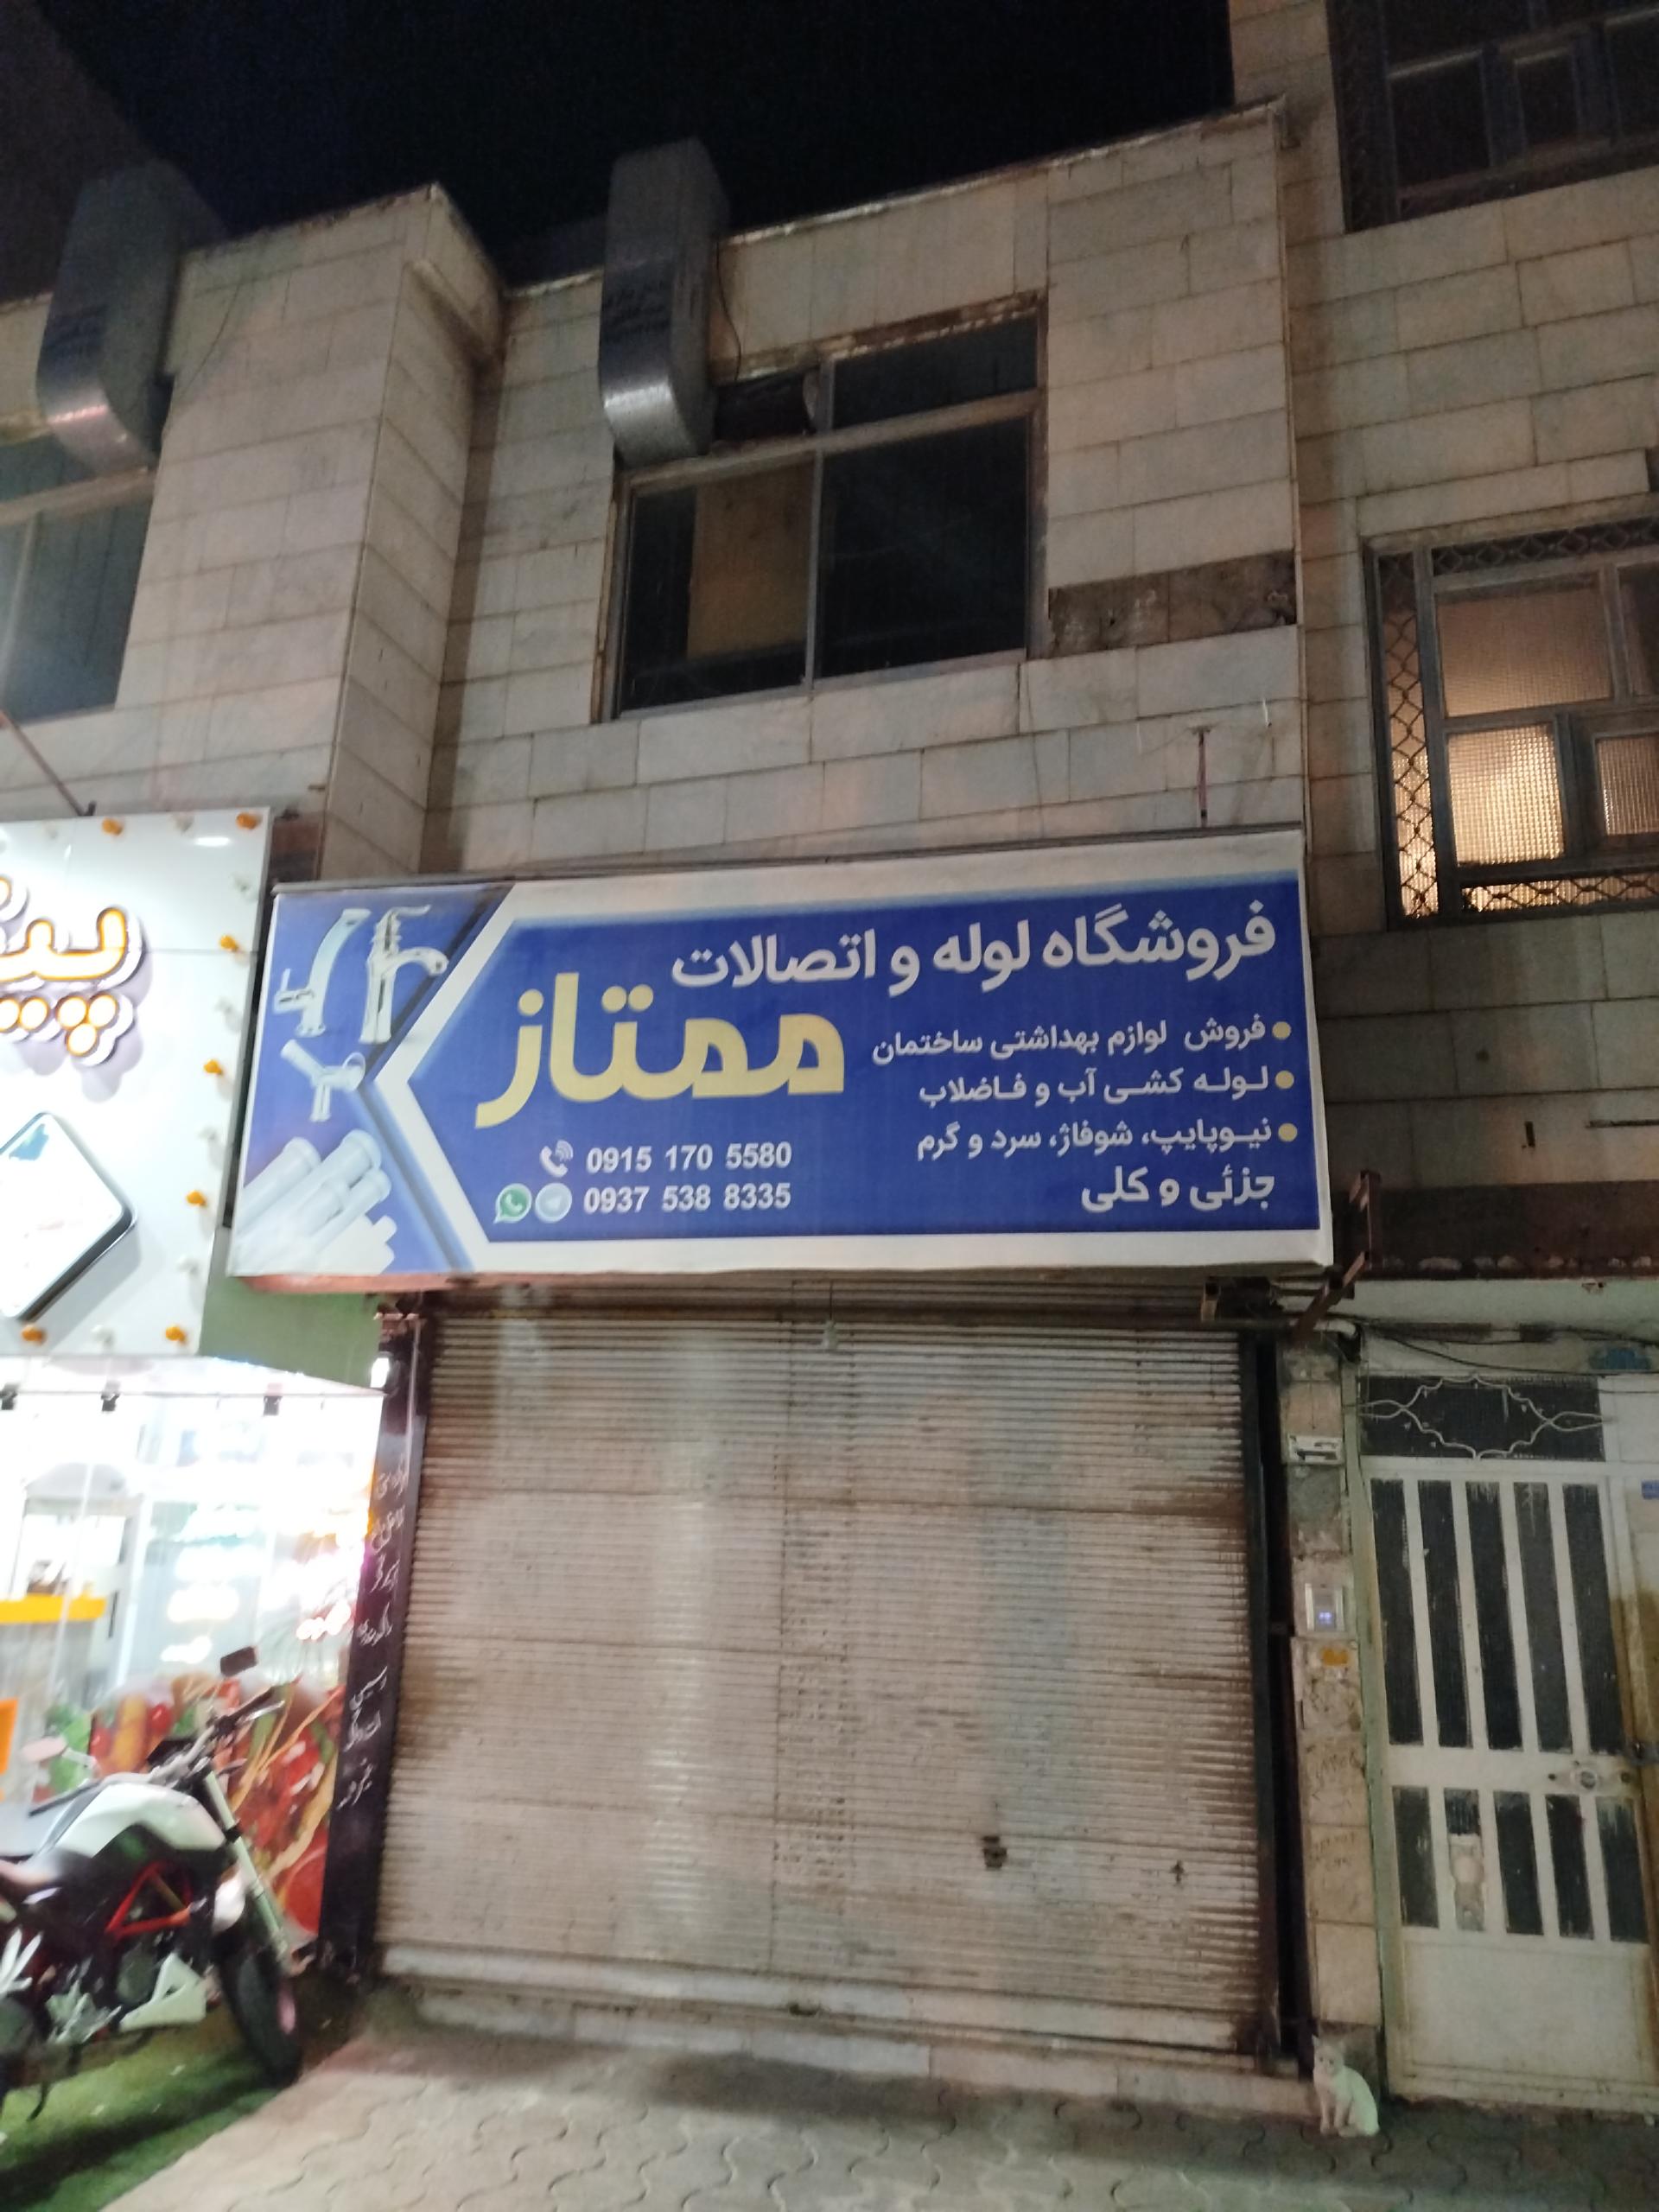 فروشگاه لوله و اتصالات
ممتاز
فروش لوازم بهداشتی ساختمان
لوله کشی آب و فاضلاب
نیوپایپ، شوفاژ، سرد و گرم
جزئی و کلی
0915 170 5580
0937 538 8335